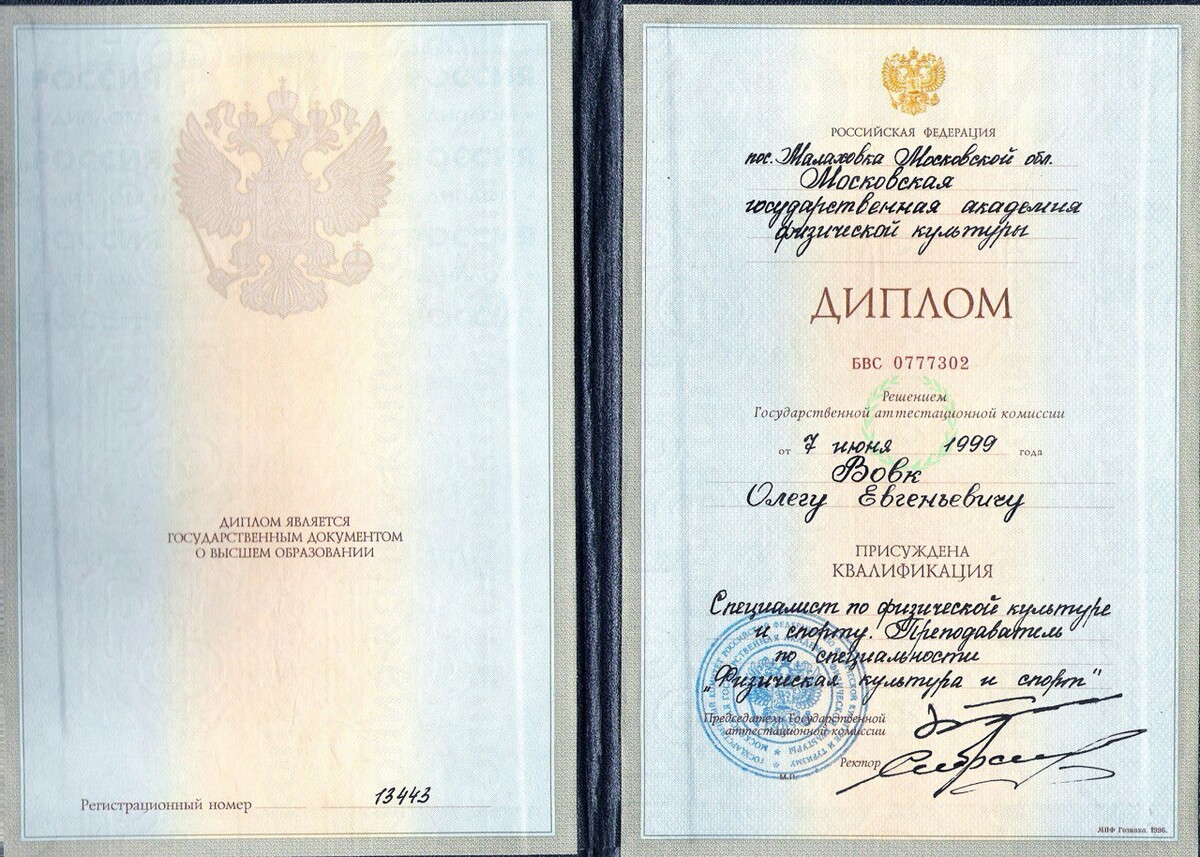 ДИПЛОМ ЯВЛЯЕТСЯ
ГОСУДАРСТВЕННЫМ ДОКУМЕНТОМ
О ВЫСШЕМ ОБРАЗОВАНИИ
Регистрационный номер 13443
РОССИЙСКАЯ ФЕДЕРАЦИЯ
пос. Малаховка Московской обл.
Московская
государственная академия
физической культуры
ДИПЛОМ
БВС 0777302
Решением
Государственной аттестационной комиссии
от 7 июня 1999 года
Вовк
Олегу Евгеньевичу
ПРИСУЖДЕНА
КВАЛИФИКАЦИЯ
Специалист по физической культуре
и спорту. Преподаватель
по специальности
„Физическая культура и спорт"
Председатель Государственной
аттестационной комиссии
Ректор
М.П.
МПФ Гознака. 1996.